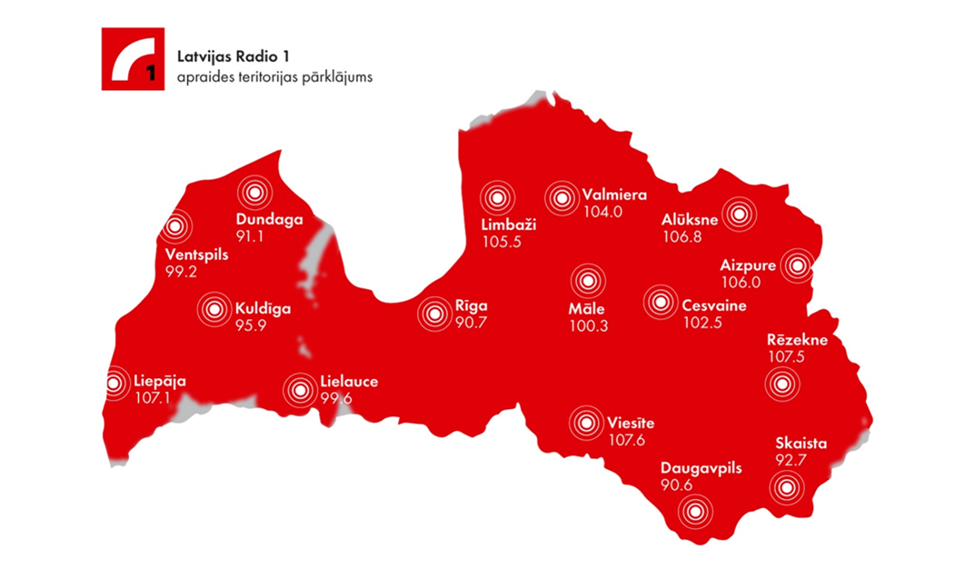 1
Latvijas Radio 1
apraides teritorijas pārklājums
Dundaga
91.1
Ventspils
99.2
Kuldīga
95.9
Liepāja
107.1
Lielauce
99.6
Rīga
90.7
Limbaži
105.5
Valmiera
104.0
Alūksne
106.8
Aizpure
106.0
Māle
100.3
Cesvaine
102.5
Rēzekne
107.5
Viesīte
107.6
Skaista
92.7
Daugavpils
90.6